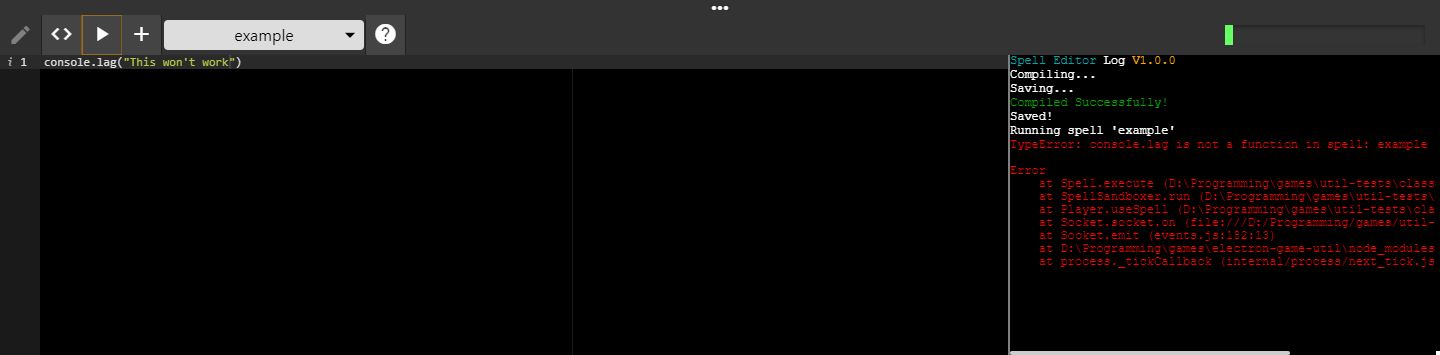 •••
<> + example ?
i 1 console.lag("This won't work")
Spell Editor Log V1.0.0
Compiling...
Saving...
Compiled Successfully!
Saved!
Running spell 'example'
TypeError: console.lag is not a function in spell: example
Error
at Spell.execute (D:\Programming\games\util-tests\class
at SpellSandboxer.run (D:\Programming\games\util-tests\
at Player.useSpell (D:\Programming\games\util-tests\cla
at Socket.socket.on (file:///D:/Programming/games/util-
at Socket.emit (events.js:182:13)
at D:\Programming\games\electron-game-util\node_modules
at process._tickCallback (internal/process/next_tick.js